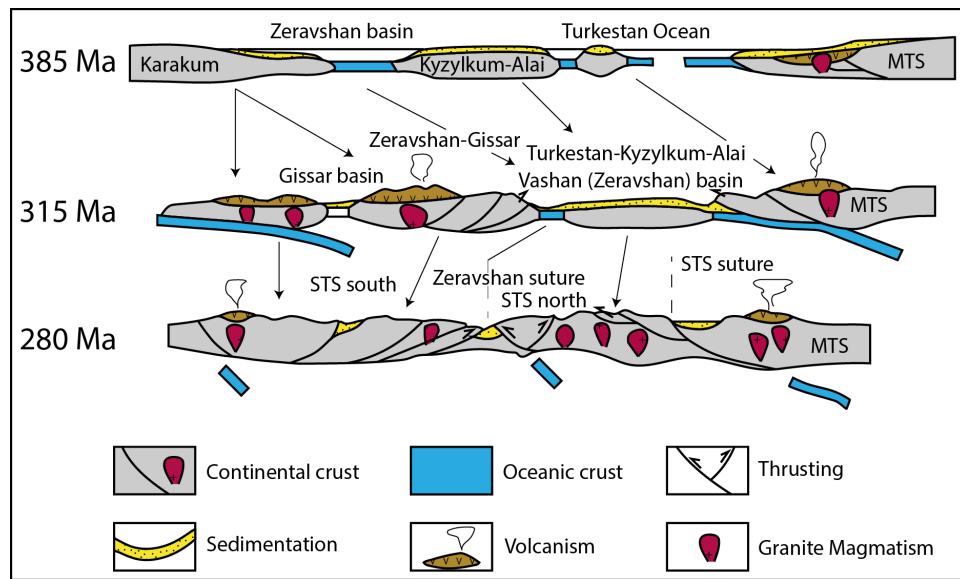 Zeravshan basin
Turkestan Ocean
385 Ma
Karakum
Kyzylkum-Alai
MTS
Zeravshan-Gissar
Turkestan-Kyzylkum-Alai
Gissar basin
Vashan (Zeravshan) basin
315 Ma
MTS
STS south
Zeravshan suture
STS suture
STS north
280 Ma
MTS
Continental crust
Oceanic crust
Thrusting
Sedimentation
Volcanism
Granite Magmatism